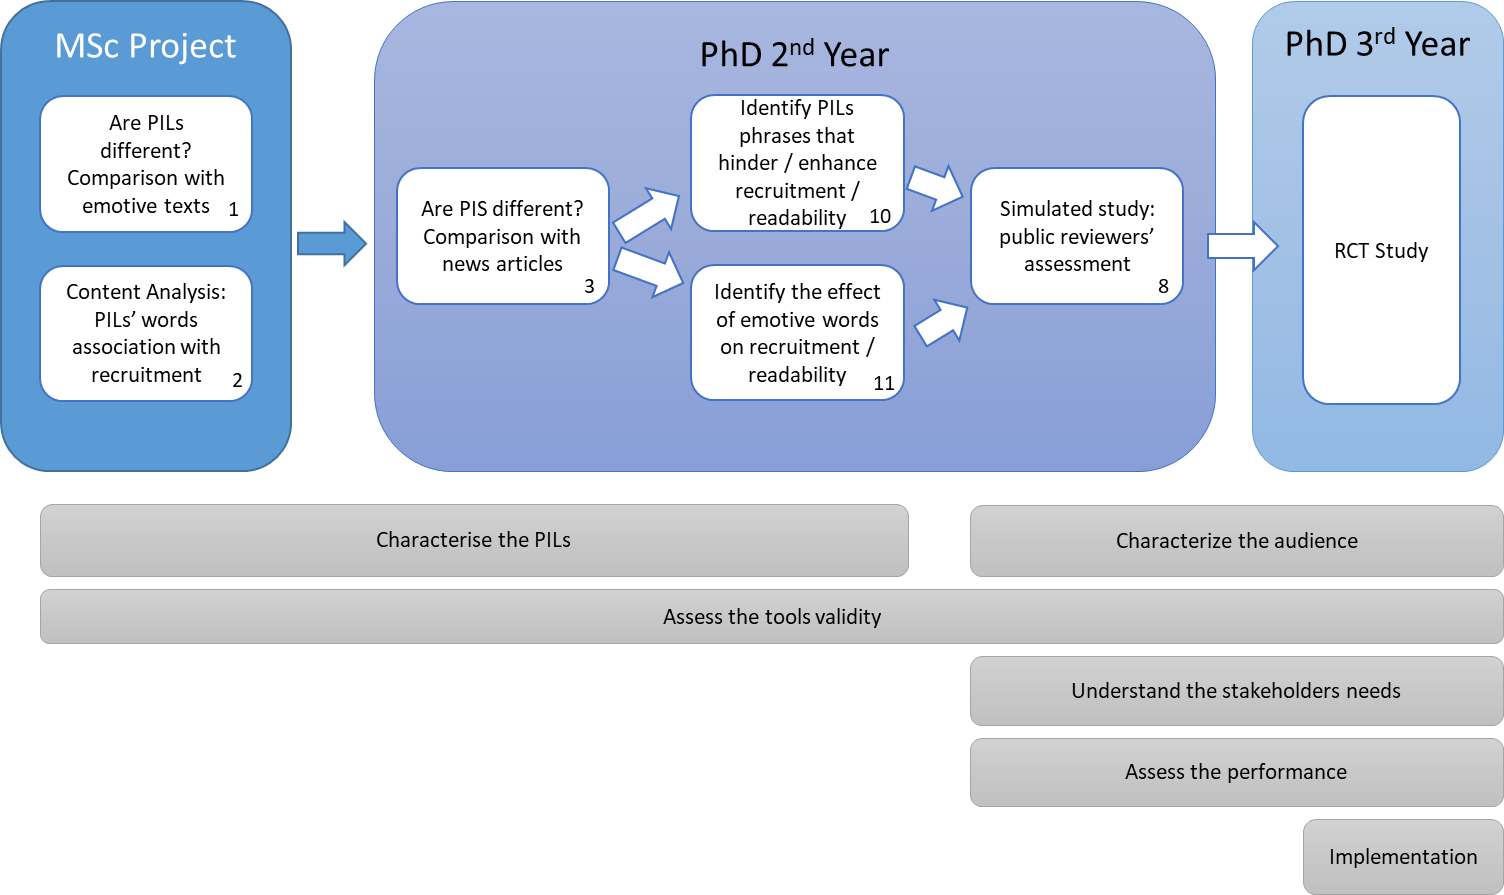 MSc Project
Are PILs
different?
Comparison with
emotive texts
1
Content Analysis:
PILs’ words
association with
recruitment
2
PhD 2nd Year
Are PIS different?
Comparison with
news articles
3
Identify PILs
phrases that
hinder / enhance
recruitment /
readability
10
Identify the effect
of emotive words
on recruitment /
readability
11
Simulated study:
public reviewers’
assessment
8
PhD 3rd Year
RCT Study
Characterise the PILs
Characterize the audience
Assess the tools validity
Understand the stakeholders needs
Assess the performance
Implementation